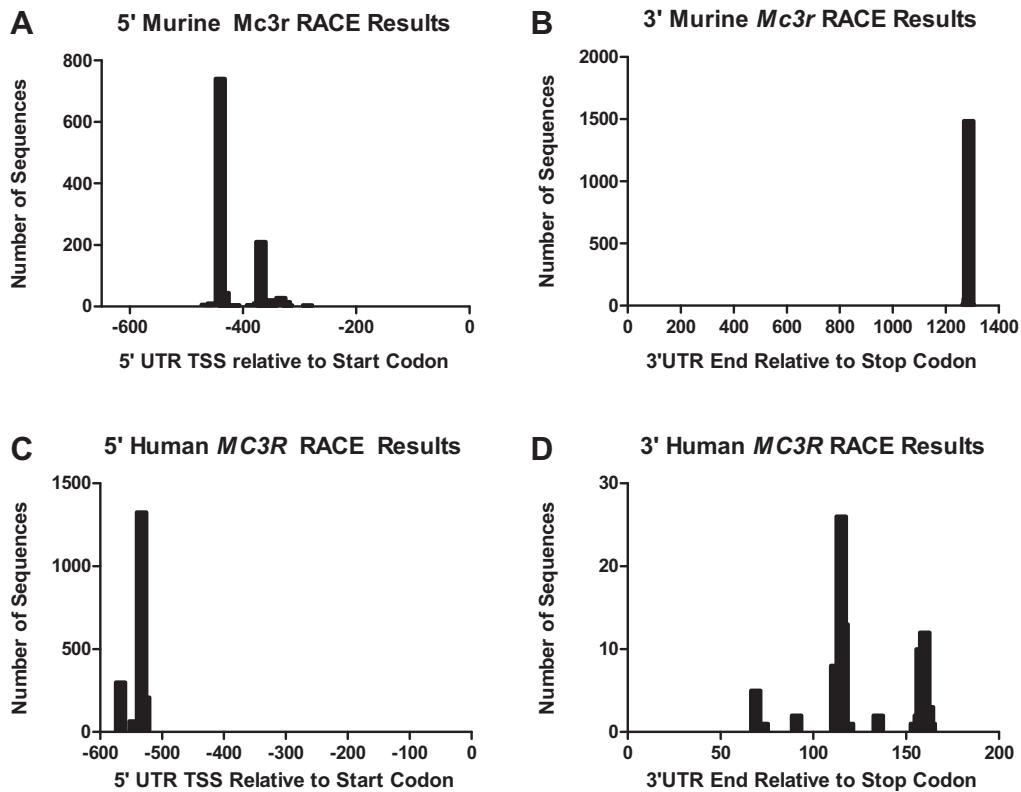 A
5' Murine Mc3r RACE Results
Number of Sequences
800
600
400
200
0
-600
-400
-200
0
5' UTR TSS relative to Start Codon
B
3' Murine Mc3r RACE Results
Number of Sequences
2000
1500
1000
500
0
0
200
400
600
800
1000
1200
1400
3'UTR End Relative to Stop Codon
C
5' Human MC3R RACE Results
Number of Sequences
1500
1000
500
0
-600
-500
-400
-300
-200
-100
0
5' UTR TSS Relative to Start Codon
D
3' Human MC3R RACE Results
Number of Sequences
30
20
10
0
0
50
100
150
200
3'UTR End Relative to Stop Codon